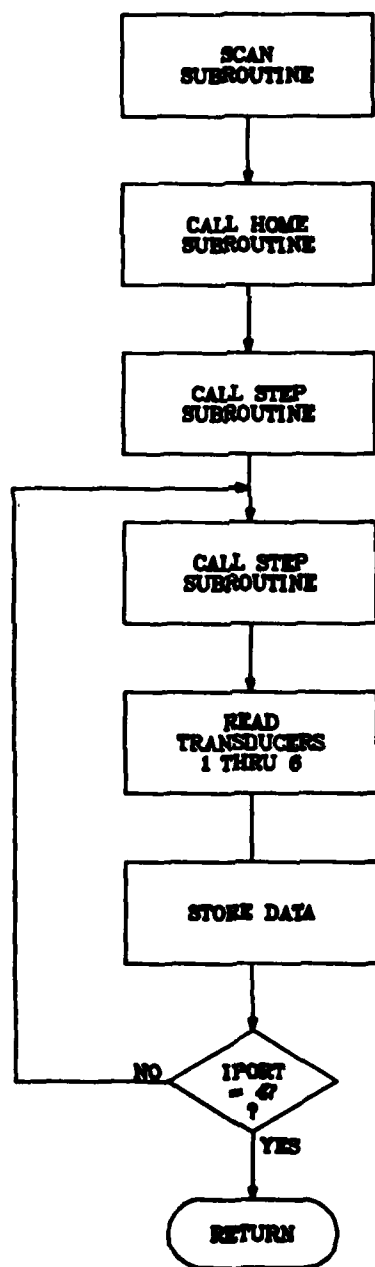 SCAN
SUBROUTINE
CALL HOME
SUBROUTINE
CALL STEP
SUBROUTINE
CALL STEP
SUBROUTINE
READ
TRANSDUCERS
1 THRU 6
STORE DATA
NO
IPORT
=
?
YES
RETURN